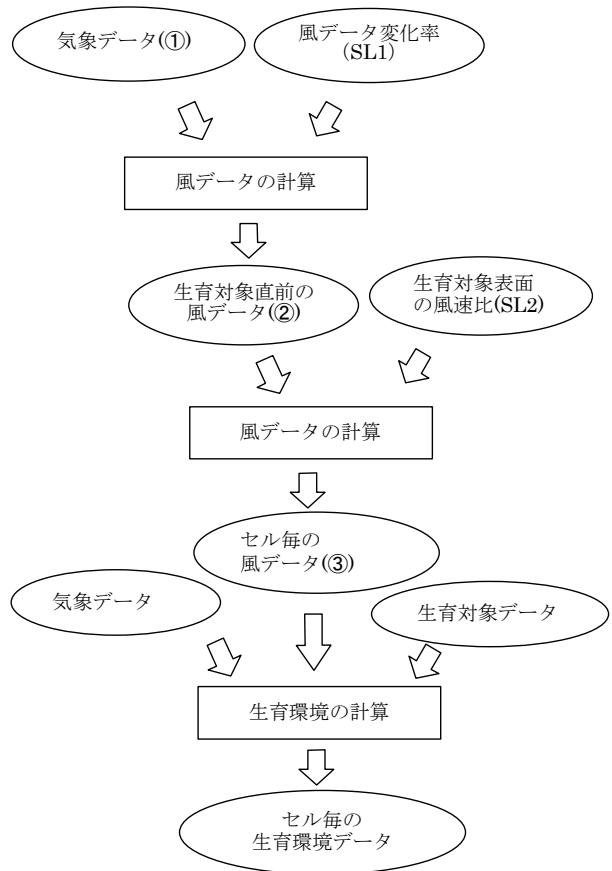 気象データ(①)
風データ変化率
(SL1)
風データの計算
生育対象直前の
風データ(②)
生育対象表面
の風速比(SL2)
風データの計算
セル毎の
風データ(③)
気象データ
生育対象データ
生育環境の計算
セル毎の
生育環境データ